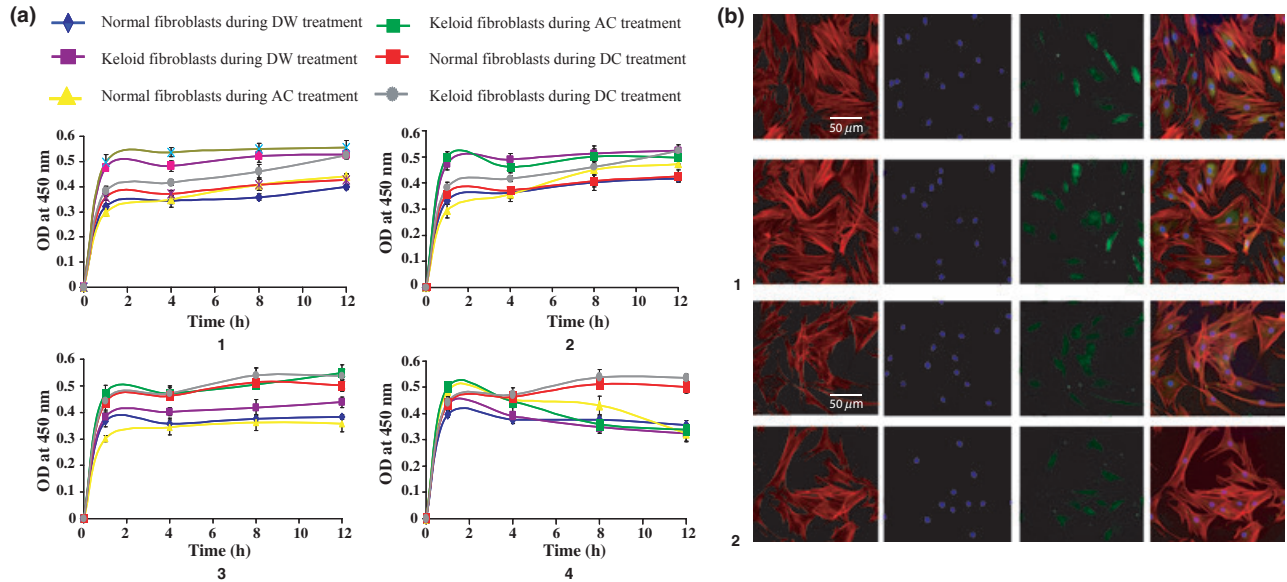 (a)
Normal fibroblasts during DW treatment
Keloid fibroblasts during AC treatment
Keloid fibroblasts during DW treatment
Normal fibroblasts during DC treatment
Normal fibroblasts during AC treatment
Keloid fibroblasts during DC treatment
OD at 450 nm
0.6
0.5
0.4
0.3
0.2
0.1
0
0 2 4 6 8 10 12
Time (h)
1
OD at 450 nm
0.6
0.5
0.4
0.3
0.2
0.1
0
0 2 4 6 8 10 12
Time (h)
2
OD at 450 nm
0.6
0.5
0.4
0.3
0.2
0.1
0
0 2 4 6 8 10 12
Time (h)
3
OD at 450 nm
0.6
0.5
0.4
0.3
0.2
0.1
0
0 2 4 6 8 10 12
Time (h)
4
(b)
50 μm
1
50 μm
2